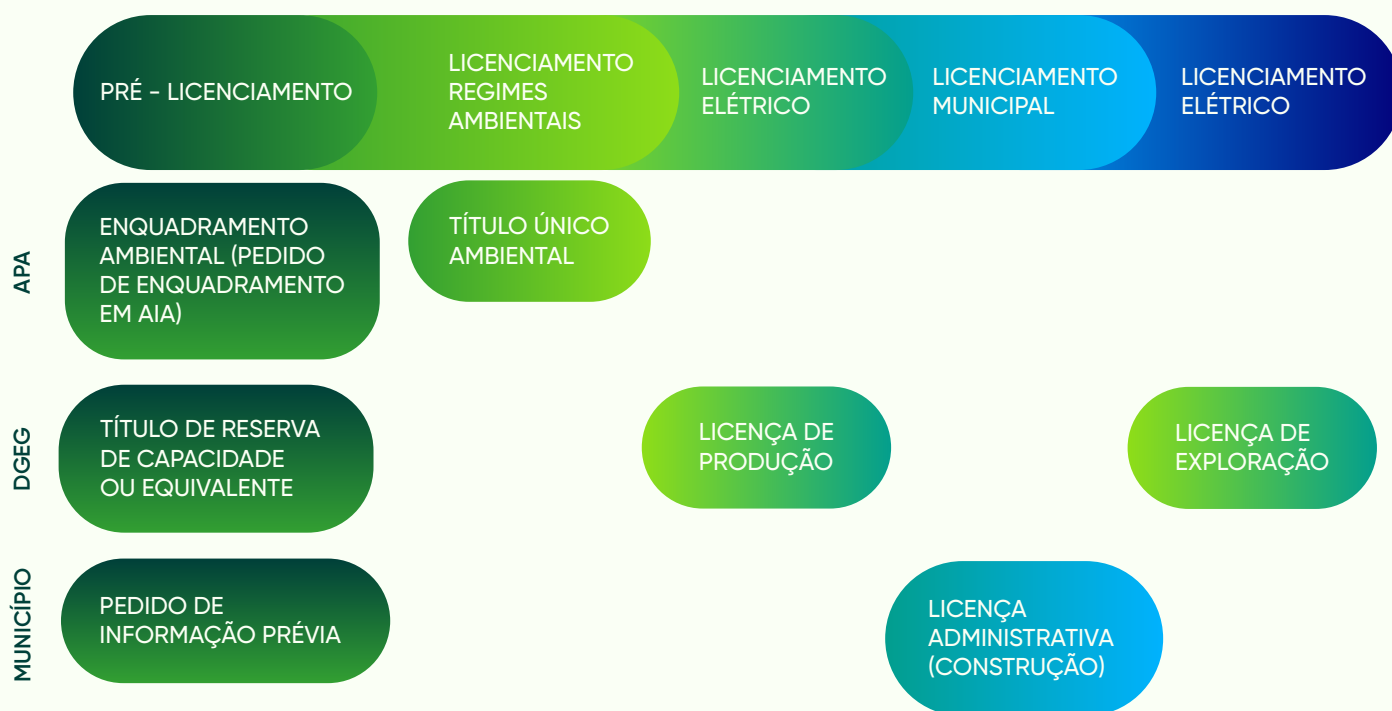 PRÉ - LICENCIAMENTO
LICENCIAMENTO
REGIMES
AMBIENTAIS
LICENCIAMENTO
ELÉTRICO
LICENCIAMENTO
MUNICIPAL
LICENCIAMENTO
ELÉTRICO
APA
ENQUADRAMENTO
AMBIENTAL (PEDIDO
DE ENQUADRAMENTO
EM AIA)
TÍTULO ÚNICO
AMBIENTAL
DGEG
TÍTULO DE RESERVA
DE CAPACIDADE
OU EQUIVALENTE
LICENÇA DE
PRODUÇÃO
LICENÇA DE
EXPLORAÇÃO
MUNICÍPIO
PEDIDO DE
INFORMAÇÃO PRÉVIA
LICENÇA
ADMINISTRATIVA
(CONSTRUÇÃO)